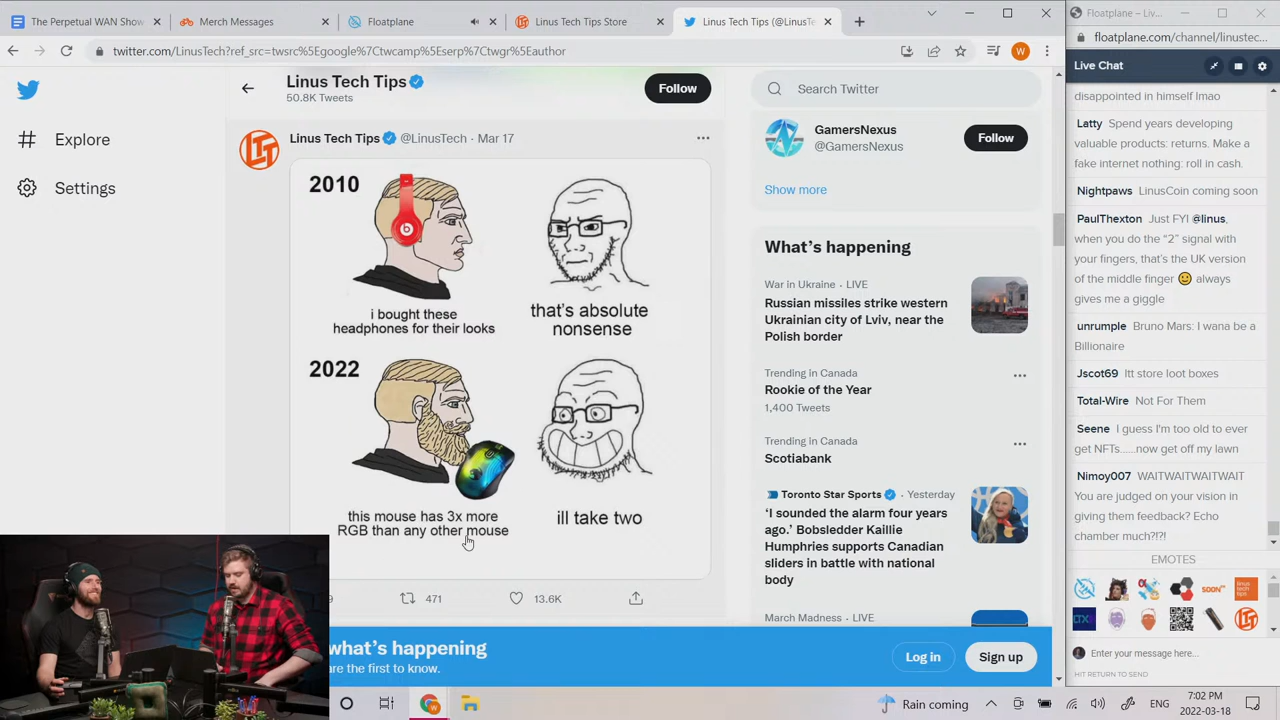 The Perpetual WAN Show
Merch Messages
Floatplane
Linus Tech Tips Store
Linus Tech Tips (@LinusT
Floatplane – Liv
twitter.com/LinusTech?ref_src=twsrc%5Egoogle%7Ctwcamp%5Eserp%7Ctwgr%5Eauthor
W
floatplane.com/channel/linustec...
Explore
Settings
Linus Tech Tips
50.8K Tweets
Follow
Linus Tech Tips @LinusTech · Mar 17
2010
i bought these
headphones for their looks
that's absolute
nonsense
2022
this mouse has 3x more
RGB than any other mouse
ill take two
471
13.6K
what's happening
are the first to know.
Log in
Sign up
Search Twitter
GamersNexus
@GamersNexus
Follow
Show more
What's happening
War in Ukraine · LIVE
Russian missiles strike western
Ukrainian city of Lviv, near the
Polish border
Trending in Canada
Rookie of the Year
1,400 Tweets
Trending in Canada
Scotiabank
Toronto Star Sports · Yesterday
'I sounded the alarm four years
ago.' Bobsledder Kaillie
Humphries supports Canadian
sliders in battle with national
body
March Madness · LIVE
Live Chat
disappointed in himself lmao
Latty Spend years developing
valuable products: returns. Make a
fake internet nothing: roll in cash.
Nightpaws LinusCoin coming soon
PaulThexton Just FYI @linus,
when you do the "2" signal with
your fingers, that's the UK version
of the middle finger always
gives me a giggle
unrumple Bruno Mars: I wana be a
Billionaire
Jscot69 ltt store loot boxes
Total-Wire Not For Them
Seene I guess I'm too old to ever
get NFTs......now get off my lawn
Nimoy007 WAITWAITWAITWAIT
You are judged on your vision in
giving them feedback? Echo
chamber much?!?!
EMOTES
SOON
LTX
Enter your message here...
HIT RETURN TO SEND
Rain coming
ENG
7:02 PM
2022-03-18